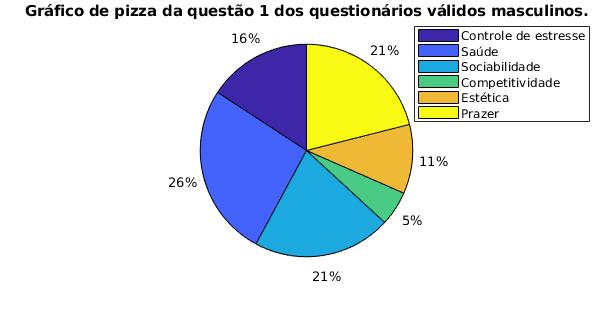 Gráfico de pizza da questão 1 dos questionários válidos masculinos.
16%
21%
Controle de estresse
Saúde
Sociabilidade
Competitividade
Estética
Prazer
11%
26%
5%
21%